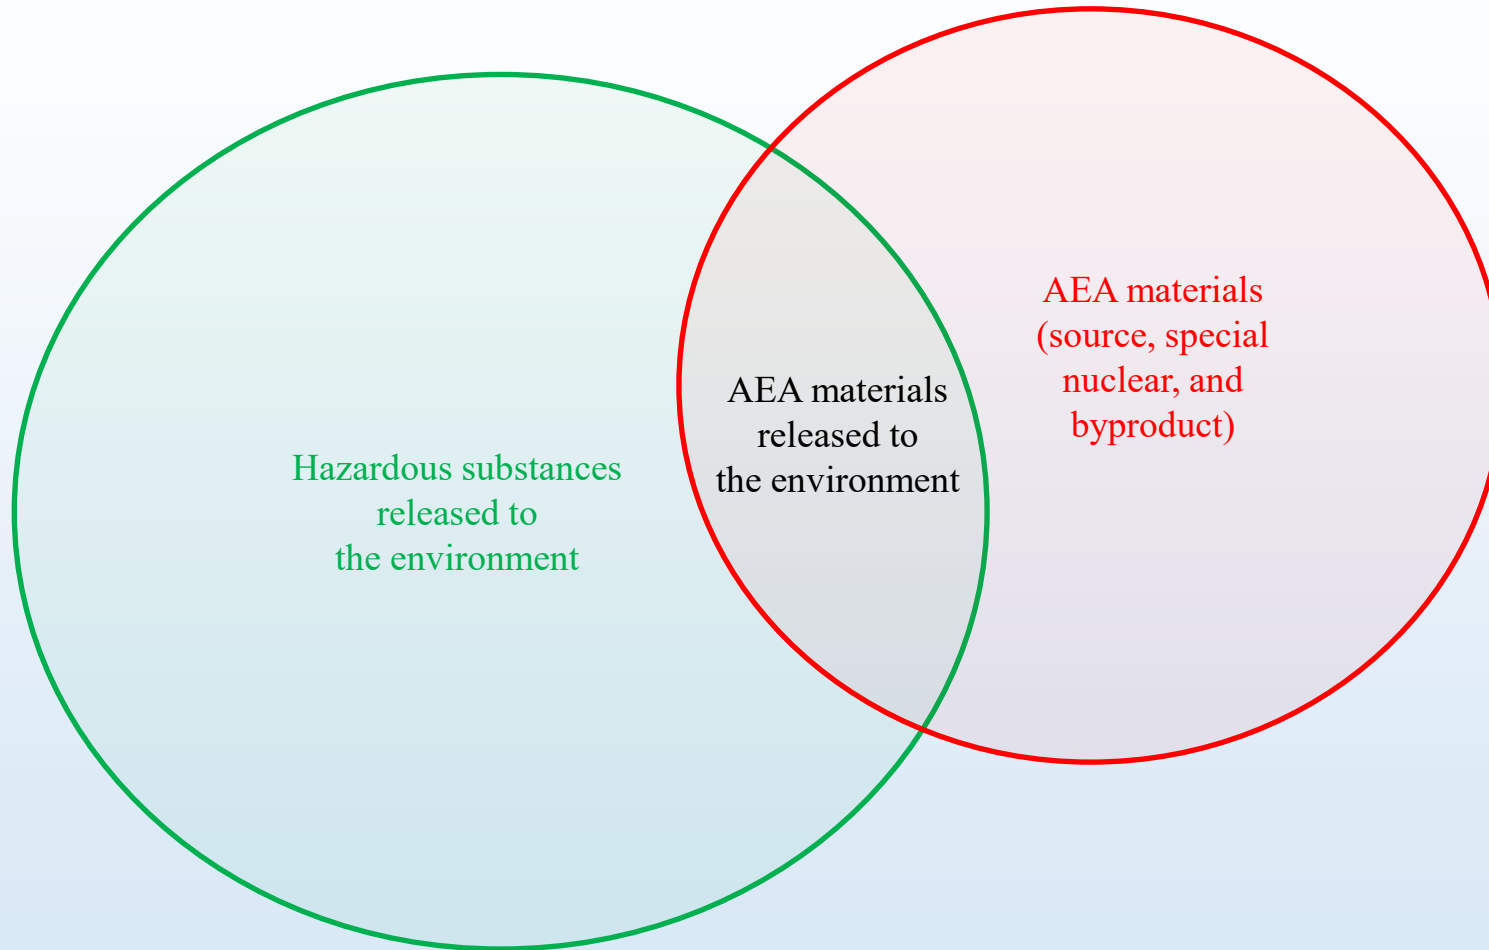 Hazardous substances
released to
the environment
AEA materials
released to
the environment
AEA materials
(source, special
nuclear, and
byproduct)